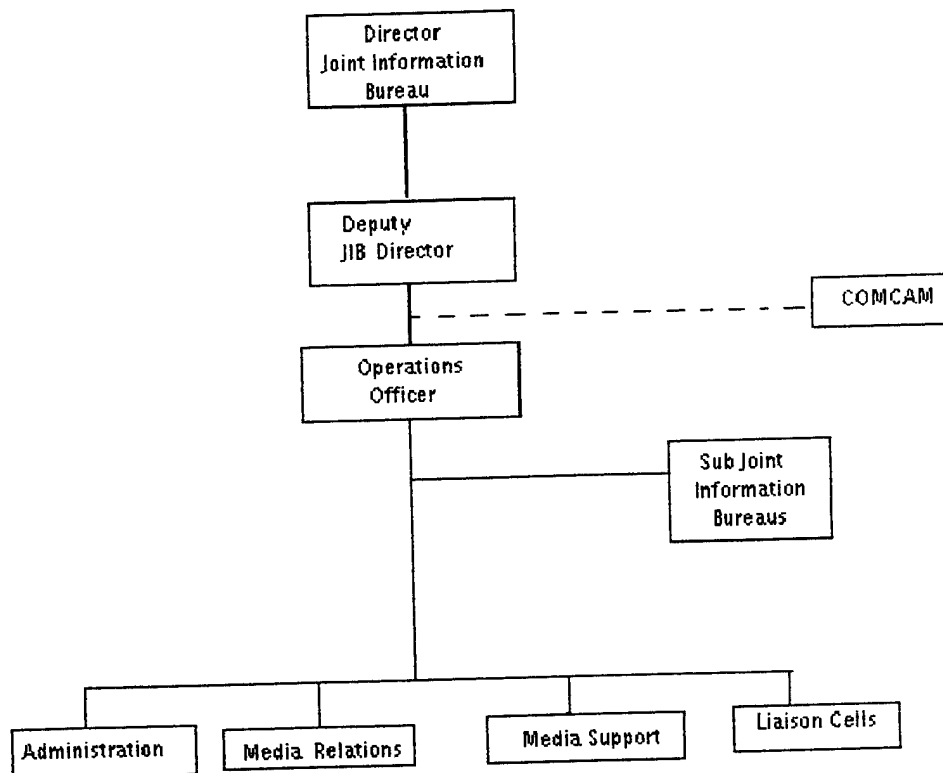 Director
Joint Information
Bureau
Deputy
JIB Director
COMCAM
Operations
Officer
Sub Joint
Information
Bureaus
Administration
Media Relations
Media Support
Liaison Cells